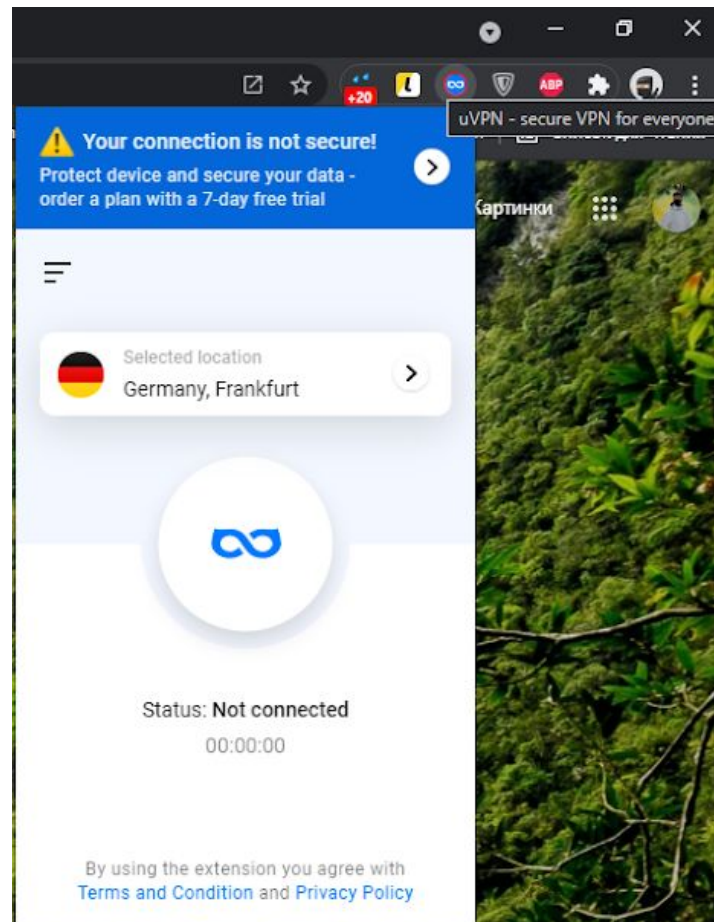 +20
L
ABP
uVPN - secure VPN for everyone
Your connection is not secure!
Protect device and secure your data -
order a plan with a 7-day free trial
Картинки
Selected location
Germany, Frankfurt
Status: Not connected
00:00:00
By using the extension you agree with
Terms and Condition and Privacy Policy